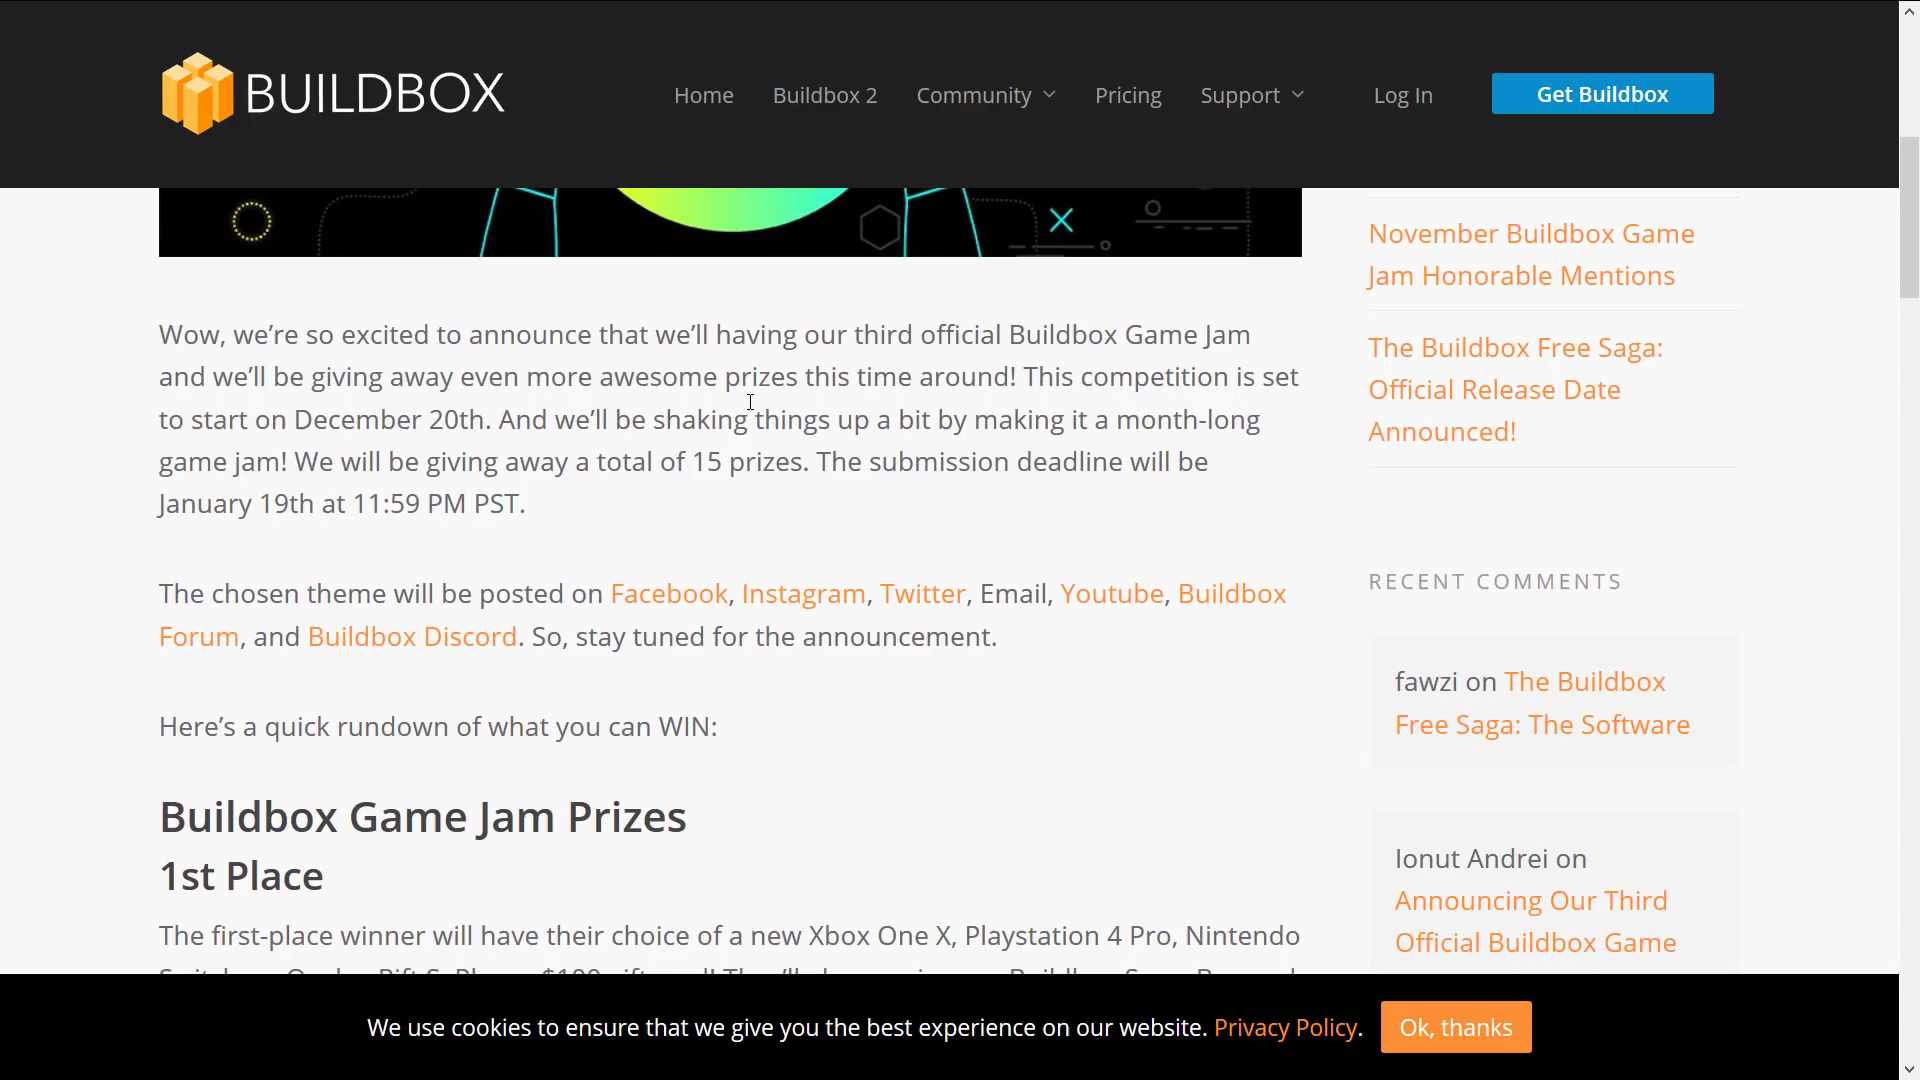 BUILDBOX
Home Buildbox 2 Community Pricing Support Log In Get Buildbox
Wow, we’re so excited to announce that we’ll having our third official Buildbox Game Jam
and we’ll be giving away even more awesome prizes this time around! This competition is set
to start on December 20th. And we’ll be shaking things up a bit by making it a month-long
game jam! We will be giving away a total of 15 prizes. The submission deadline will be
January 19th at 11:59 PM PST.
The chosen theme will be posted on Facebook, Instagram, Twitter, Email, Youtube, Buildbox
Forum, and Buildbox Discord. So, stay tuned for the announcement.
Here’s a quick rundown of what you can WIN:
Buildbox Game Jam Prizes
1st Place
The first-place winner will have their choice of a new Xbox One X, Playstation 4 Pro, Nintendo
November Buildbox Game
Jam Honorable Mentions
The Buildbox Free Saga:
Official Release Date
Announced!
RECENT COMMENTS
fawzi on The Buildbox
Free Saga: The Software
Ionut Andrei on
Announcing Our Third
Official Buildbox Game
We use cookies to ensure that we give you the best experience on our website. Privacy Policy. Ok, thanks